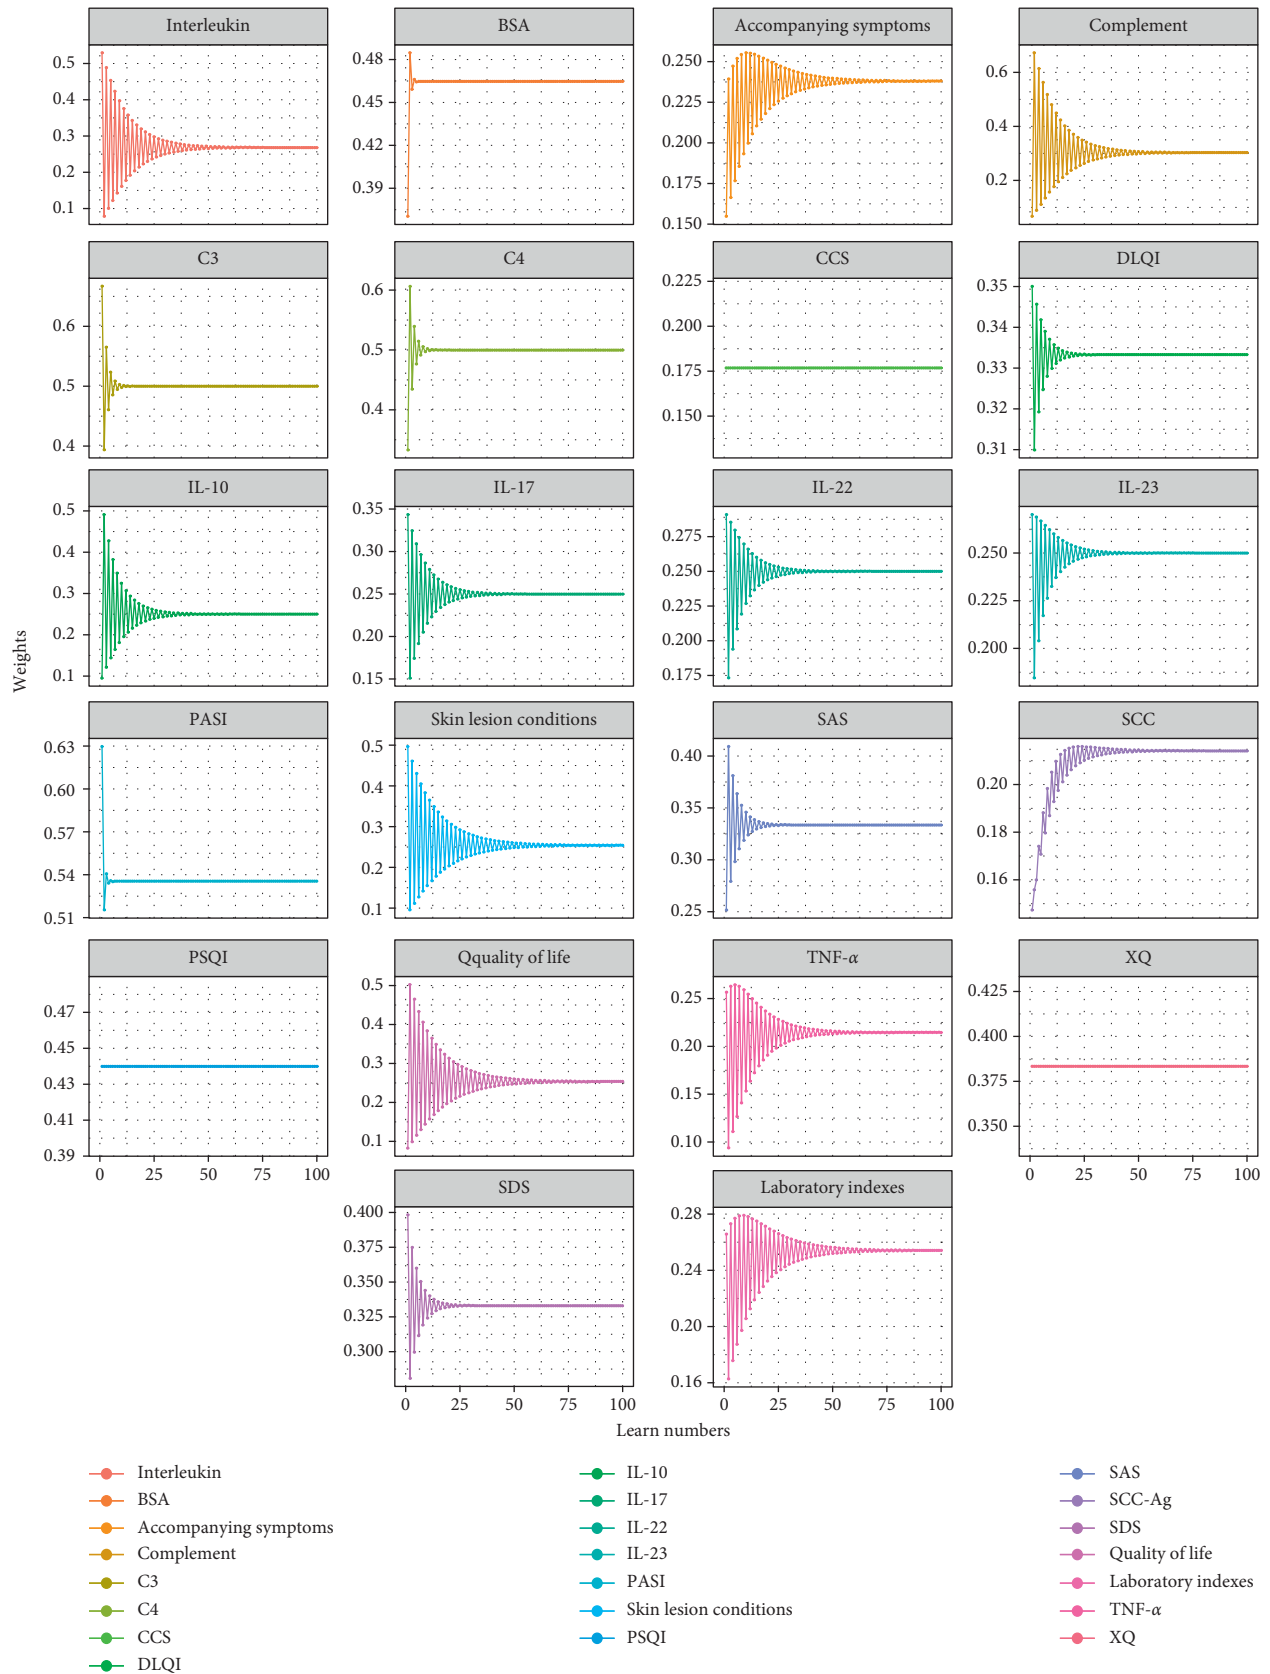 Interleukin
BSA
Accompanying symptoms
Complement
0.5
0.4
0.3
0.2
0.1
0.48
0.45
0.42
0.39
0.250
0.225
0.200
0.175
0.150
0.6
0.4
0.2
C3
C4
CCS
DLQI
0.6
0.5
0.4
0.6
0.5
0.4
0.225
0.200
0.175
0.150
0.35
0.34
0.33
0.32
0.31
IL-10
IL-17
IL-22
IL-23
0.5
0.4
0.3
0.2
0.1
0.35
0.30
0.25
0.20
0.15
0.275
0.250
0.225
0.200
0.175
0.250
0.225
0.200
Weights
PASI
Skin lesion conditions
SAS
SCC
0.63
0.60
0.57
0.54
0.51
0.5
0.4
0.3
0.2
0.1
0.40
0.35
0.30
0.25
0.20
0.18
0.16
PSQI
Qquality of life
TNF-α
XQ
0.47
0.45
0.43
0.41
0.39
0.5
0.4
0.3
0.2
0.1
0.25
0.20
0.15
0.10
0.425
0.400
0.375
0.350
0 25 50 75 100
0 25 50 75 100
SDS
Laboratory indexes
0.400
0.375
0.350
0.325
0.300
0.28
0.24
0.20
0.16
0 25 50 75 100
0 25 50 75 100
Learn numbers
Interleukin
BSA
Accompanying symptoms
Complement
C3
C4
CCS
DLQI
IL-10
IL-17
IL-22
IL-23
PASI
Skin lesion conditions
PSQI
SAS
SCC-Ag
SDS
Quality of life
Laboratory indexes
TNF-α
XQ